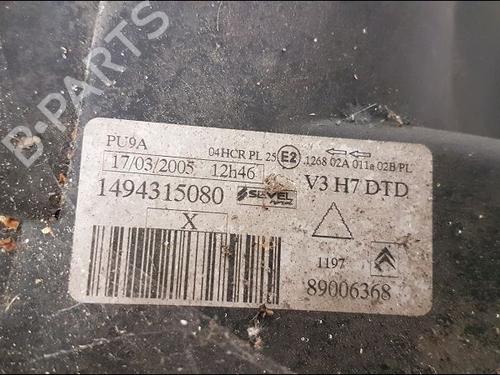 B-PARTS
PU9A 04HCR PL 25 E2 1268 02A 011a 02B PL
17/03/2005 12h46
1494315080 V3 H7 DTD
X
1197
89006368